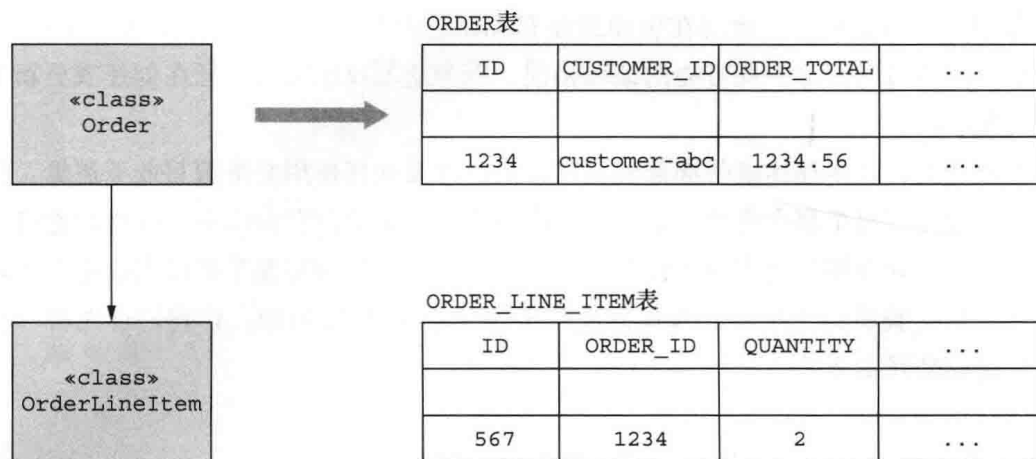 ORDER表
ID CUSTOMER_ID ORDER_TOTAL ...
1234 customer-abc 1234.56 ...
«class»
Order
ORDER_LINE_ITEM表
ID ORDER_ID QUANTITY ...
567 1234 2 ...
«class»
OrderLineItem